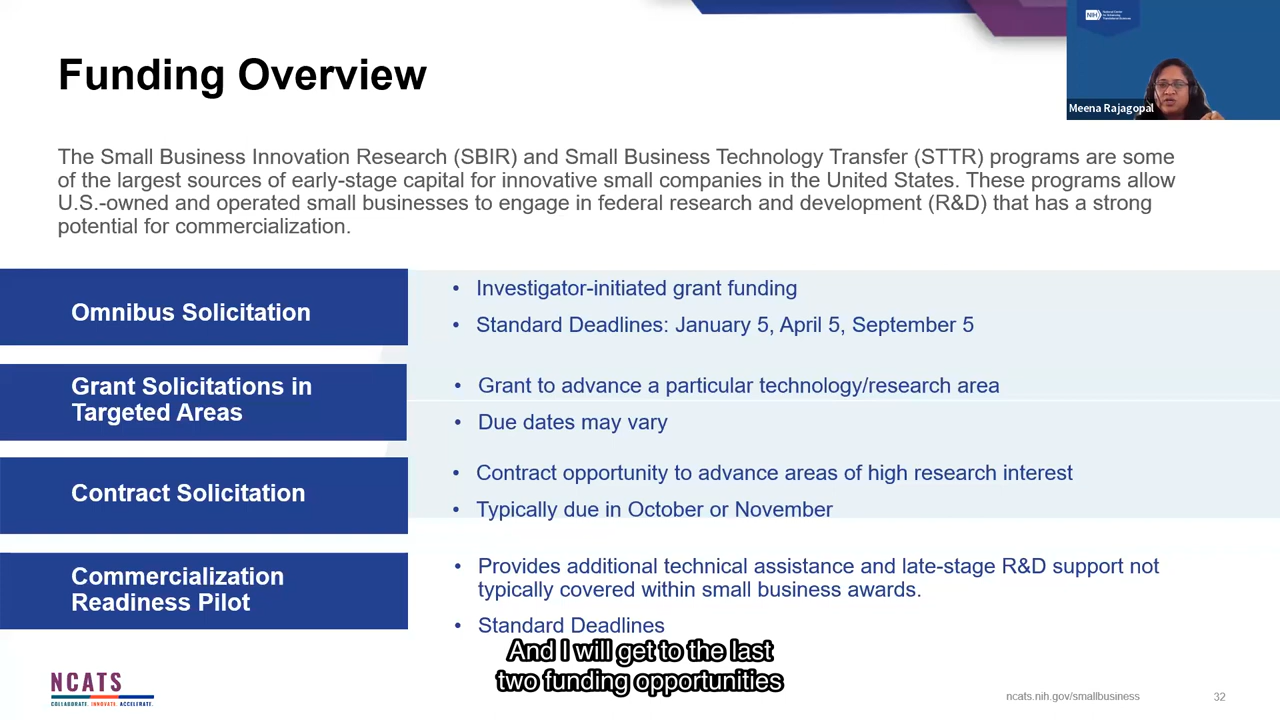 Funding Overview
NIH
National Center
for Advancing
Translational Sciences
Meena Rajagopal
The Small Business Innovation Research (SBIR) and Small Business Technology Transfer (STTR) programs are some
of the largest sources of early-stage capital for innovative small companies in the United States. These programs allow
U.S.-owned and operated small businesses to engage in federal research and development (R&D) that has a strong
potential for commercialization.
Omnibus Solicitation
• Investigator-initiated grant funding
• Standard Deadlines: January 5, April 5, September 5
Grant Solicitations in
Targeted Areas
• Grant to advance a particular technology/research area
• Due dates may vary
Contract Solicitation
• Contract opportunity to advance areas of high research interest
• Typically due in October or November
Commercialization
Readiness Pilot
• Provides additional technical assistance and late-stage R&D support not
typically covered within small business awards.
• Standard Deadlines
And I will get to the last
two funding opportunities
NCATS
COLLABORATE. INNOVATE. ACCELERATE.
ncats.nih.gov/smallbusiness
32